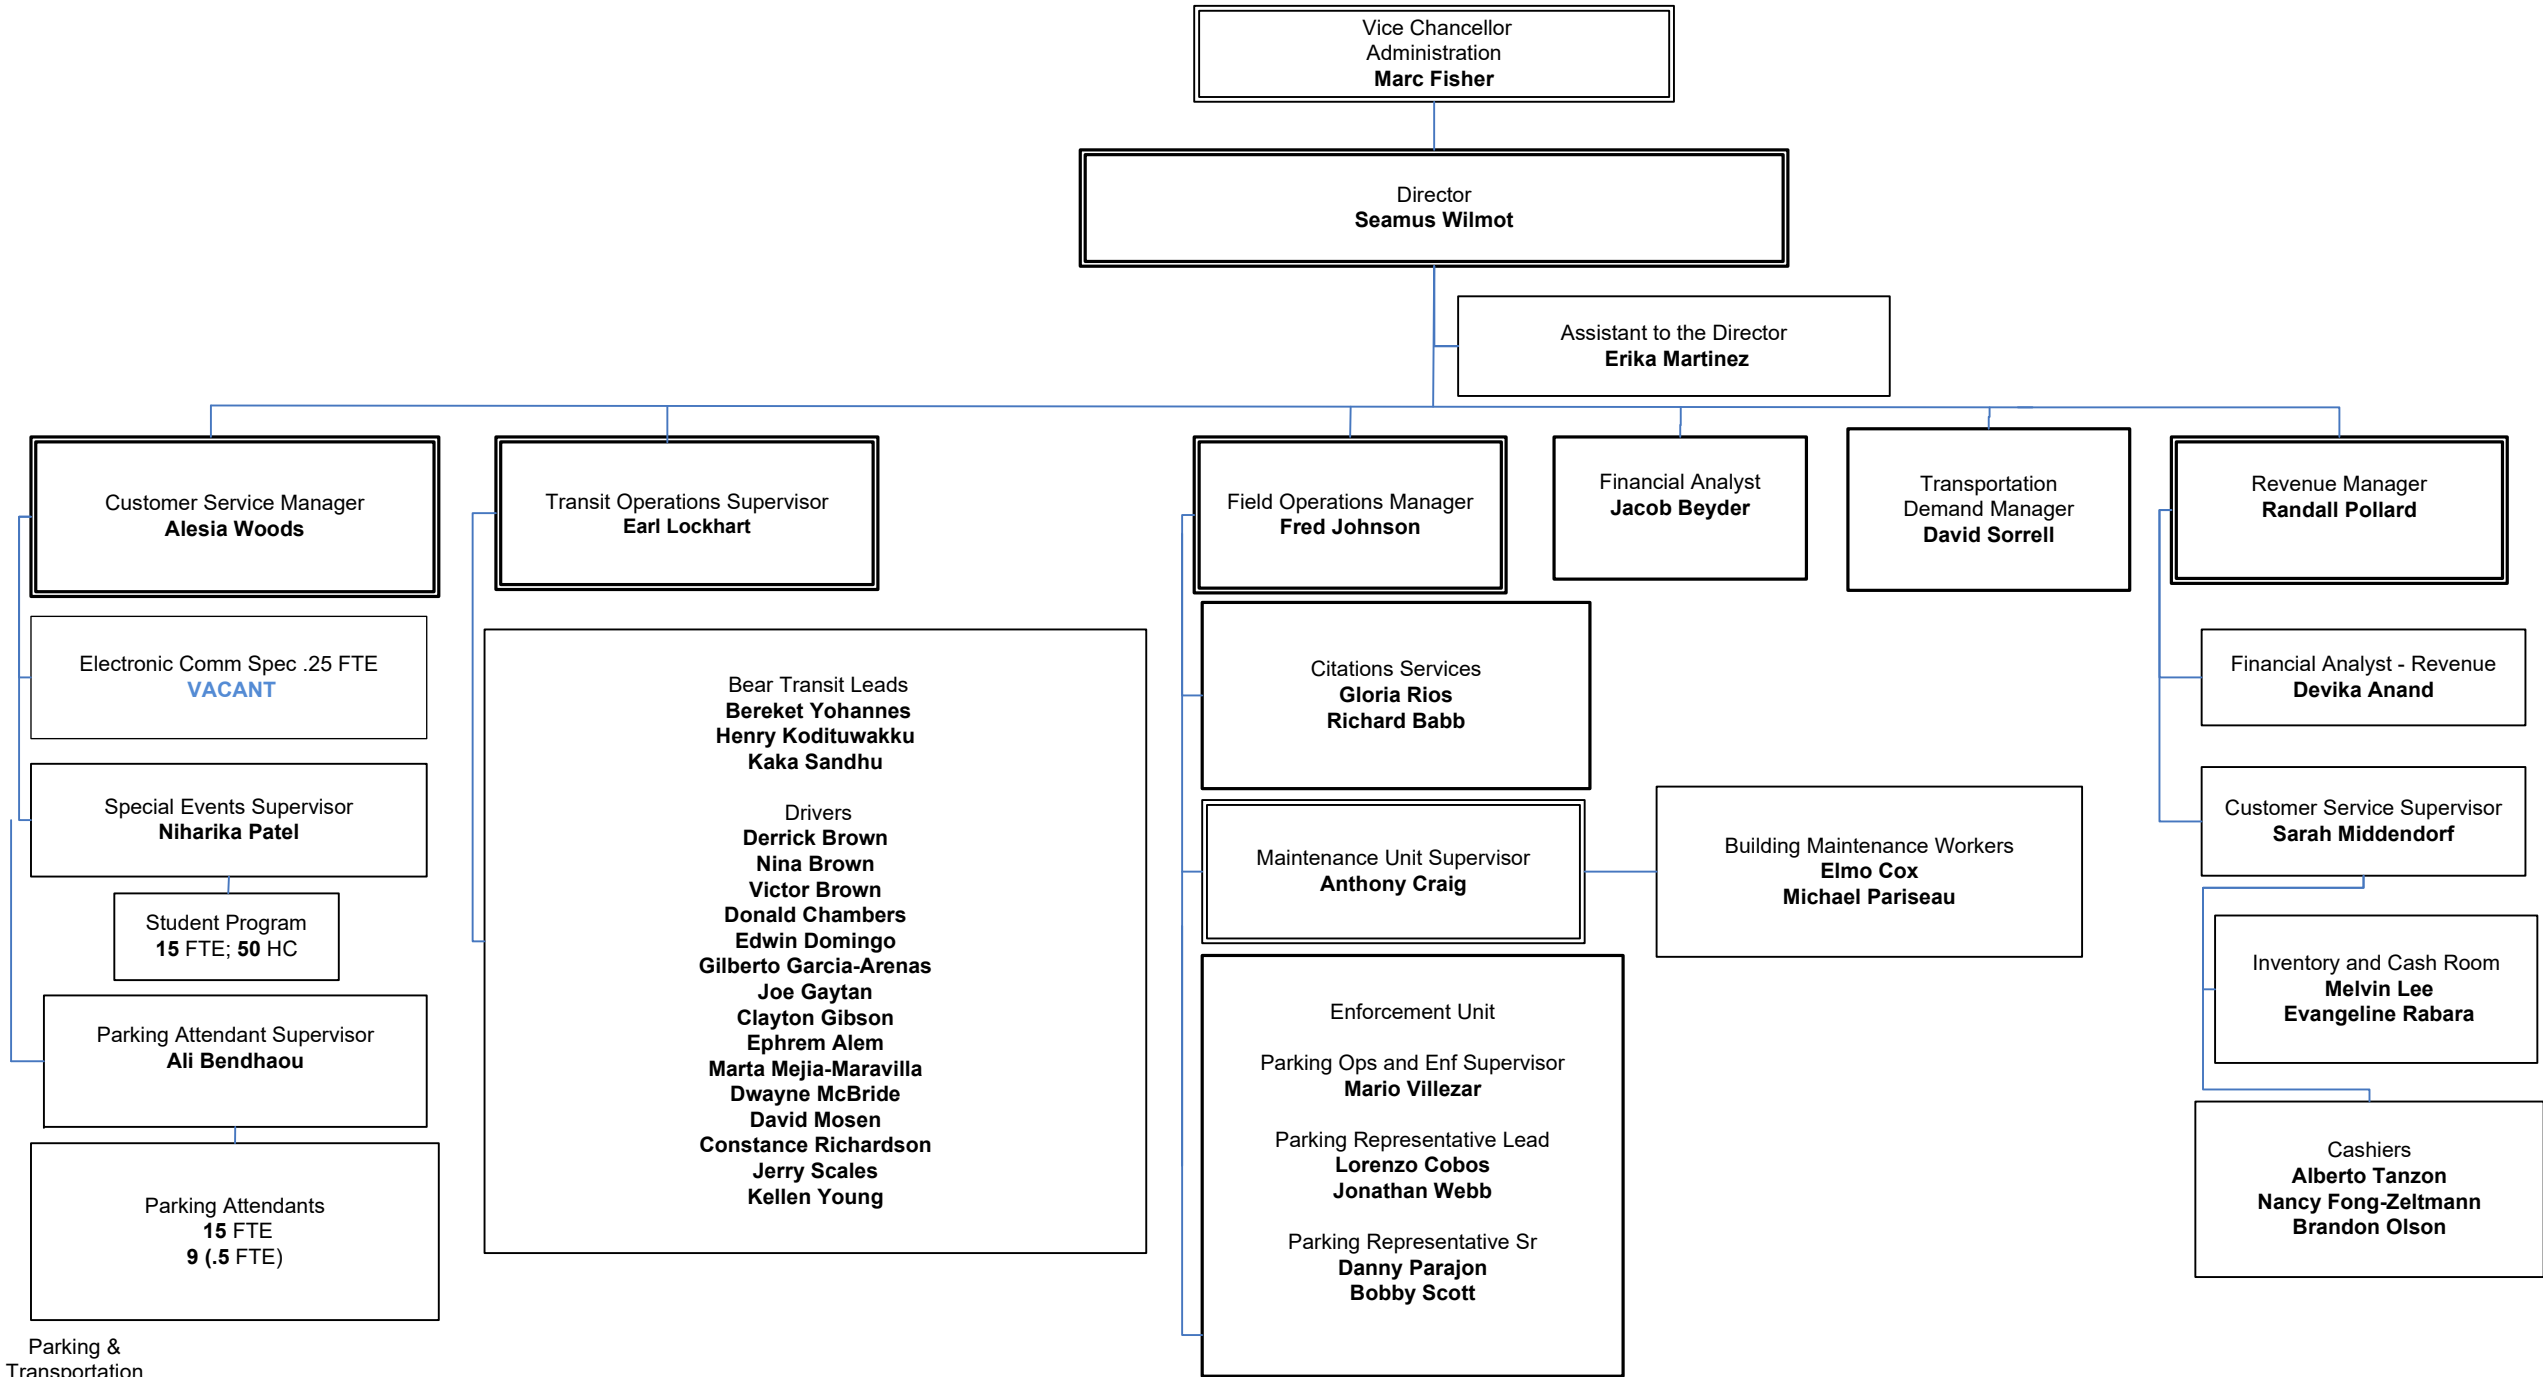 Vice Chancellor
Administration
Marc Fisher
Director
Seamus Wilmot
Assistant to the Director
Erika Martinez
Customer Service Manager
Alesia Woods
Electronic Comm Spec .25 FTE
VACANT
Special Events Supervisor
Niharika Patel
Student Program
15 FTE; 50 HC
Parking Attendant Supervisor
Ali Bendhaou
Parking Attendants
15 FTE
9 (.5 FTE)
Transit Operations Supervisor
Earl Lockhart
Bear Transit Leads
Bereket Yohannes
Henry Kodituwakku
Kaka Sandhu
Drivers
Derrick Brown
Nina Brown
Victor Brown
Donald Chambers
Edwin Domingo
Gilberto Garcia-Arenas
Joe Gaytan
Clayton Gibson
Ephrem Alem
Marta Mejia-Maravilla
Dwayne McBride
David Mosen
Constance Richardson
Jerry Scales
Kellen Young
Field Operations Manager
Fred Johnson
Citations Services
Gloria Rios
Richard Babb
Maintenance Unit Supervisor
Anthony Craig
Building Maintenance Workers
Elmo Cox
Michael Pariseau
Enforcement Unit
Parking Ops and Enf Supervisor
Mario Villezar
Parking Representative Lead
Lorenzo Cobos
Jonathan Webb
Parking Representative Sr
Danny Parajon
Bobby Scott
Financial Analyst
Jacob Beyder
Transportation
Demand Manager
David Sorrell
Revenue Manager
Randall Pollard
Financial Analyst - Revenue
Devika Anand
Customer Service Supervisor
Sarah Middendorf
Inventory and Cash Room
Melvin Lee
Evangeline Rabara
Cashiers
Alberto Tanzon
Nancy Fong-Zeltmann
Brandon Olson
Parking &
Transportation